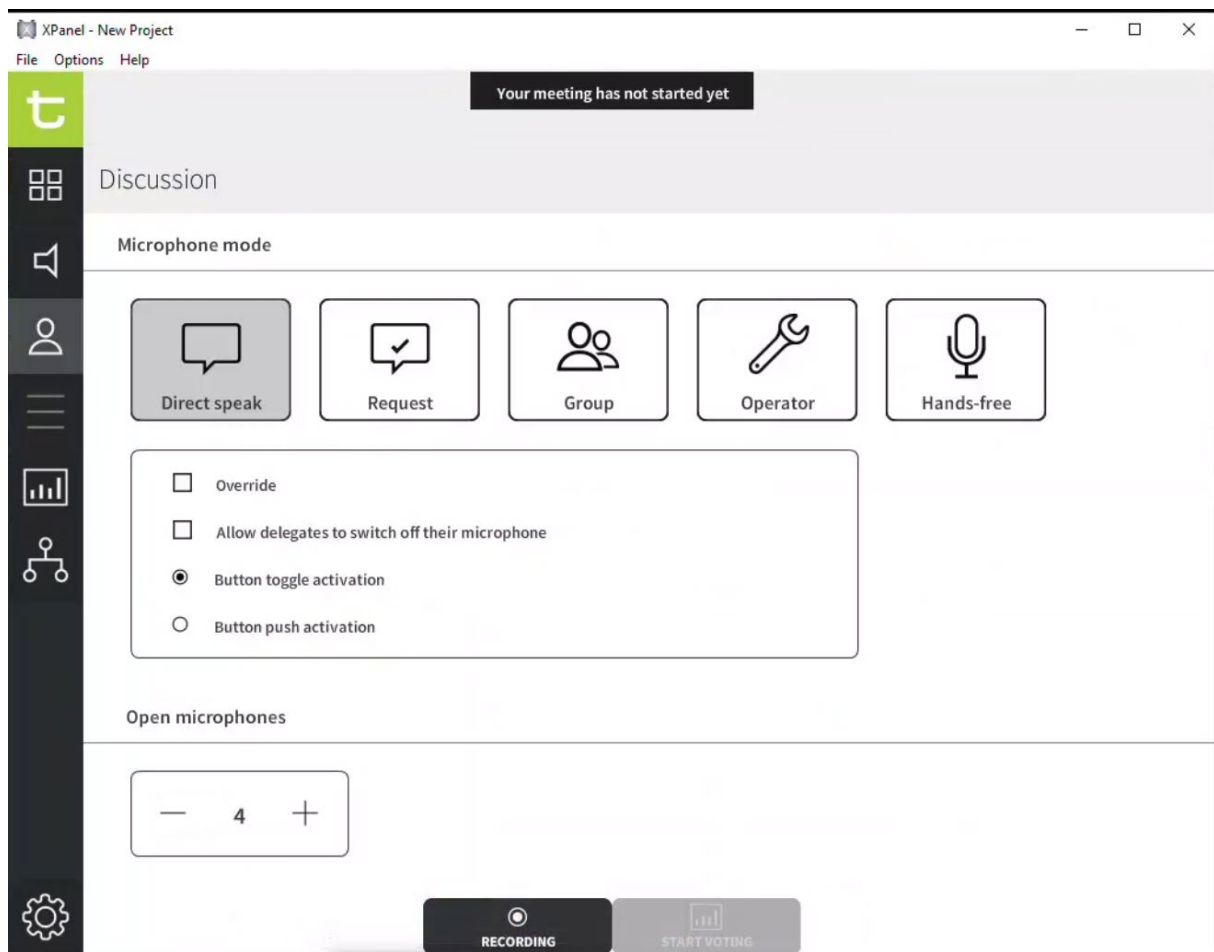 XPanel - New Project
File Options Help
Your meeting has not started yet
Discussion
Microphone mode
Direct speak Request Group Operator Hands-free
Override
Allow delegates to switch off their microphone
Button toggle activation
Button push activation
Open microphones
4
RECORDING START VOTING